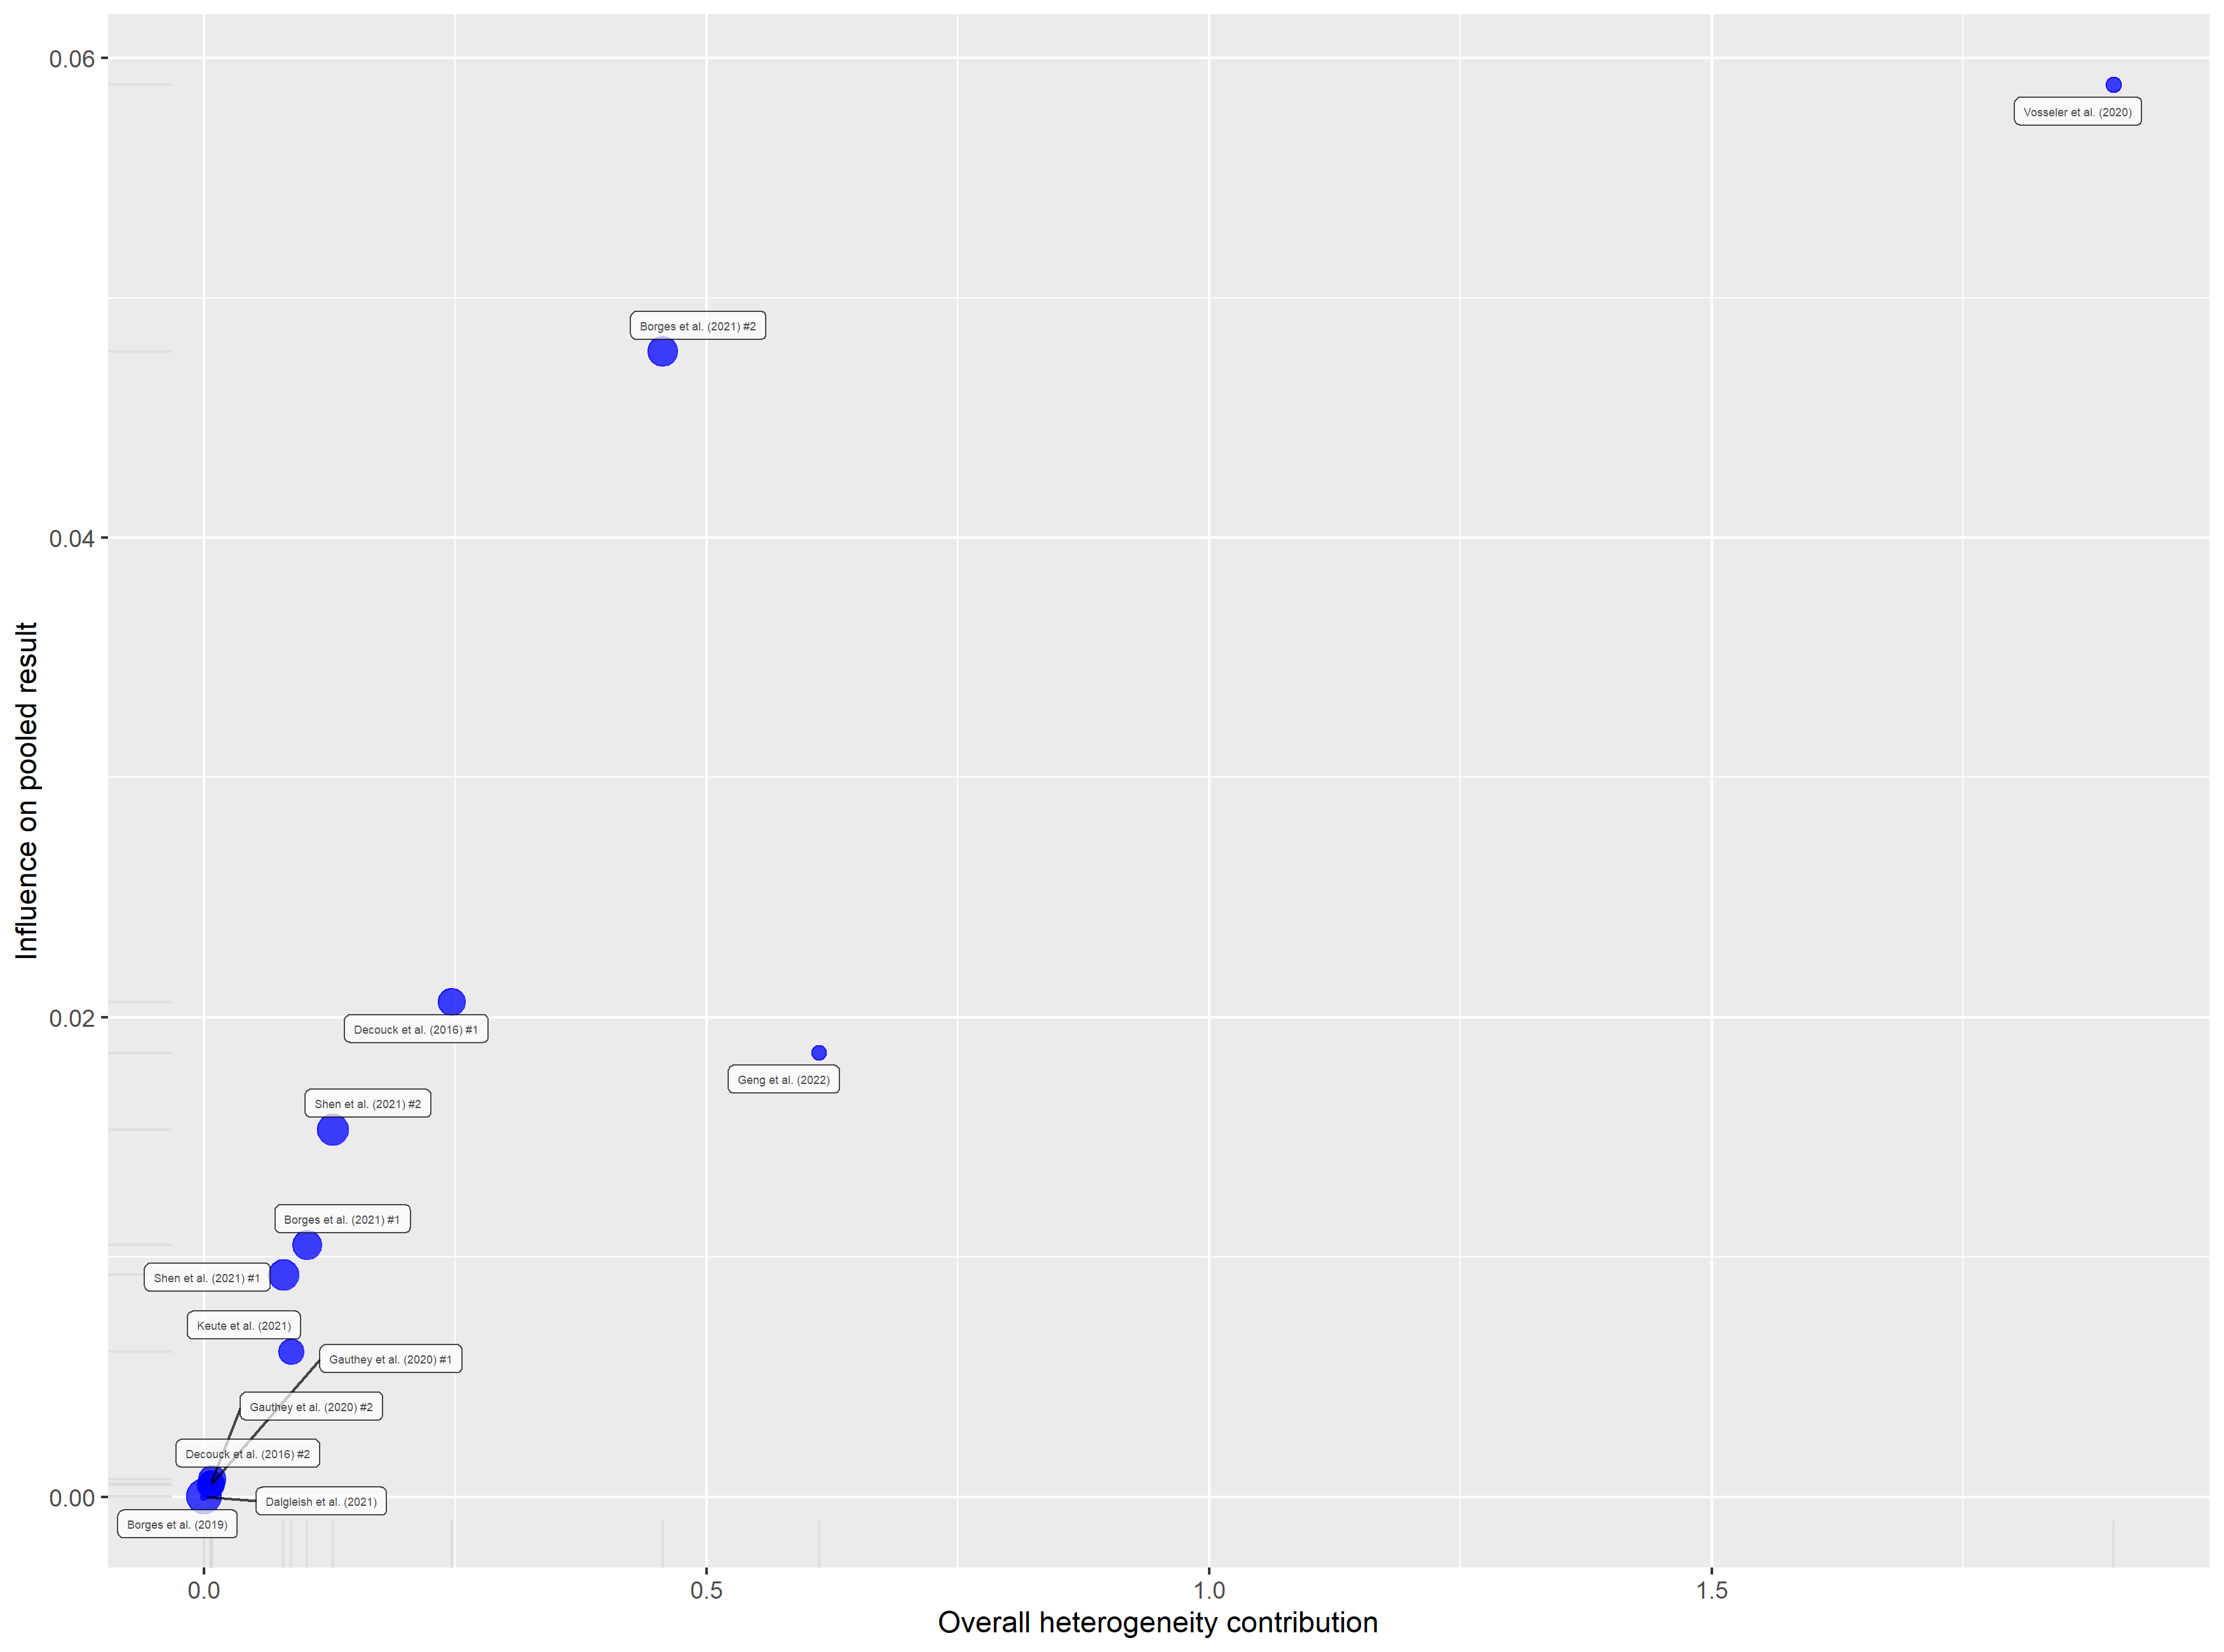 0.06
Vosseler et al. (2020)
Borges et al. (2021) #2
0.04
Influence on pooled result
0.02
Decouck et al. (2016) #1
Geng et al. (2022)
Shen et al. (2021) #2
Borges et al. (2021) #1
Shen et al. (2021) #1
Keute et al. (2021)
Gauthey et al. (2020) #1
Gauthey et al. (2020) #2
Decouck et al. (2016) #2
0.00
Dalgleish et al. (2021)
Borges et al. (2019)
0.0
0.5
1.0
1.5
Overall heterogeneity contribution